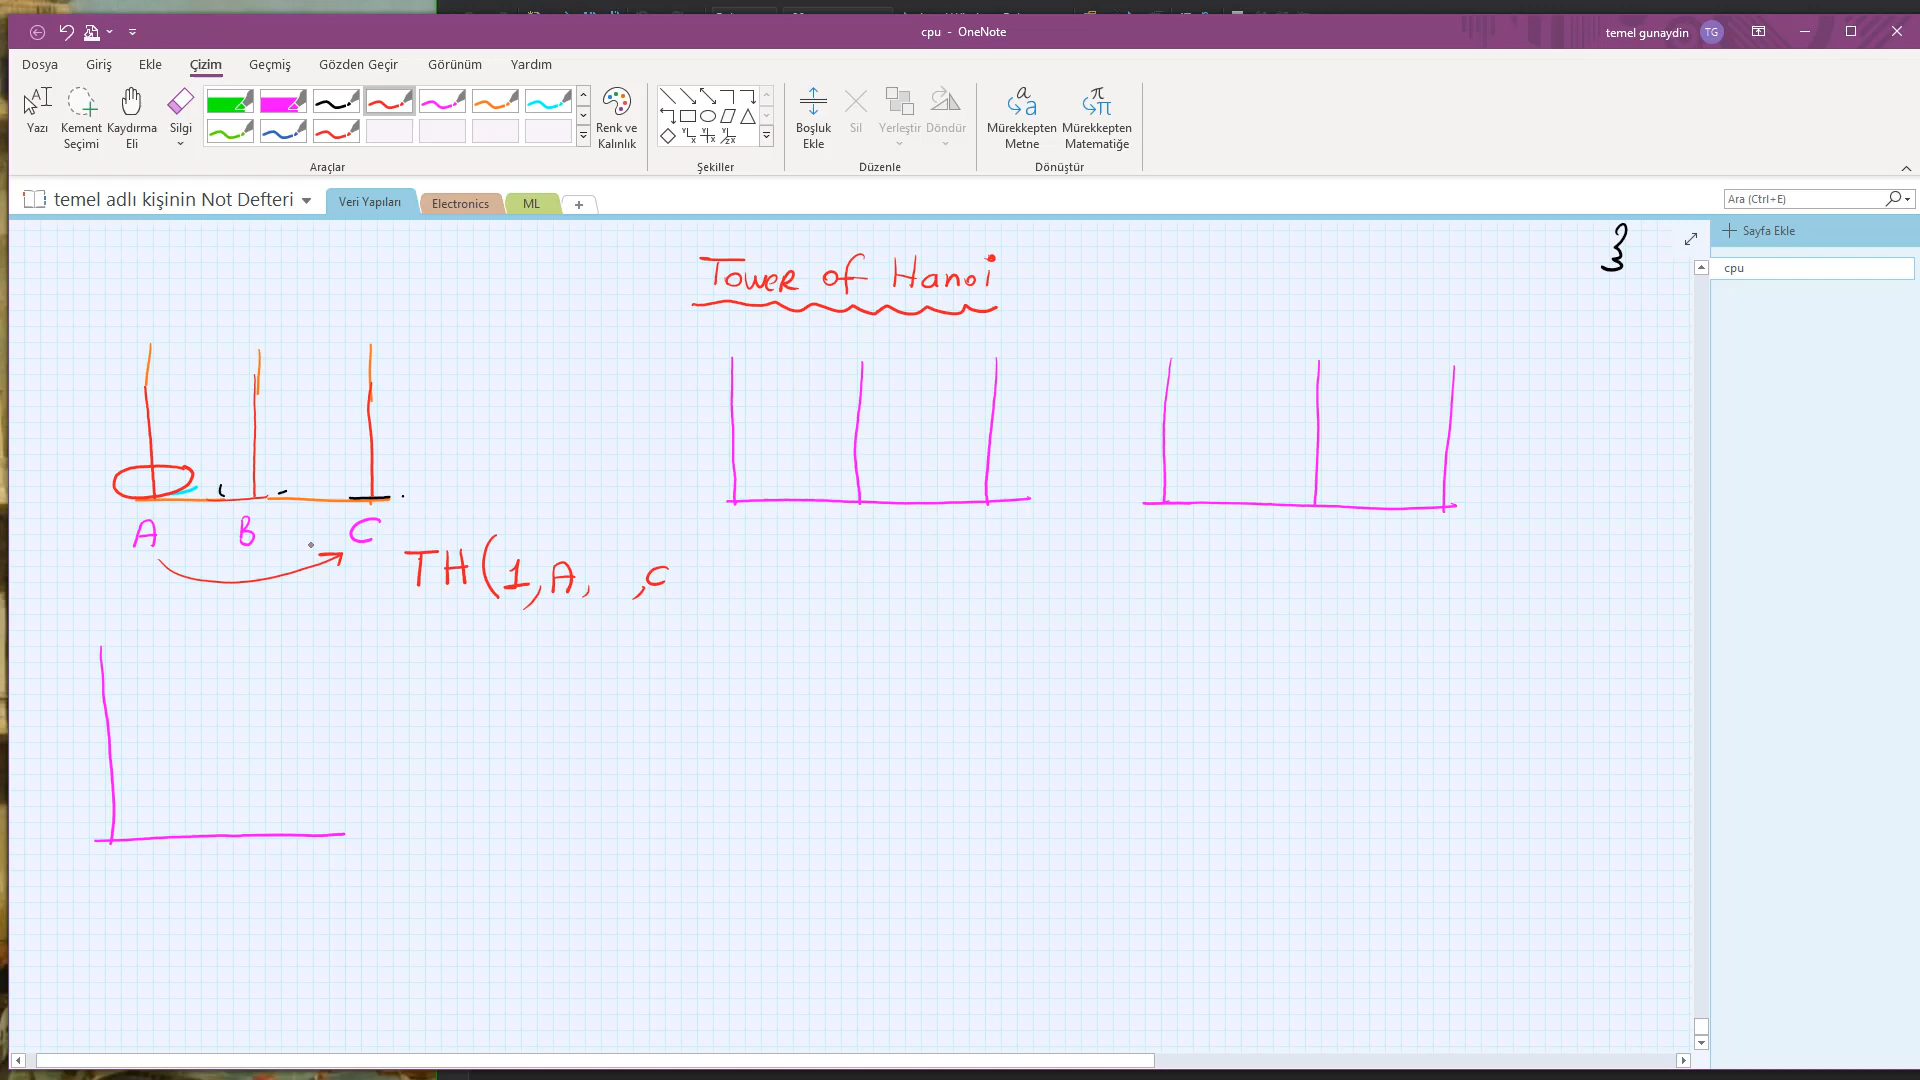 cpu - OneNote
temel gunaydin TG
Dosya Giriş Ekle Çizim Geçmiş Gözden Geçir Görünüm Yardım
Yazı
Kement Seçimi
Kaydırma Eli
Silgi
Renk ve Kalınlık
Boşluk Ekle
Sil
Yerleştir
Döndür
Mürekkepten Metne
Mürekkepten Matematiğe
Araçlar Şekiller Düzenle Dönüştür
temel adlı kişinin Not Defteri Veri Yapıları Electronics ML
Ara (Ctrl+E)
Sayfa Ekle
cpu
Tower of Hanoi
A B C
TH(1,A, ,C